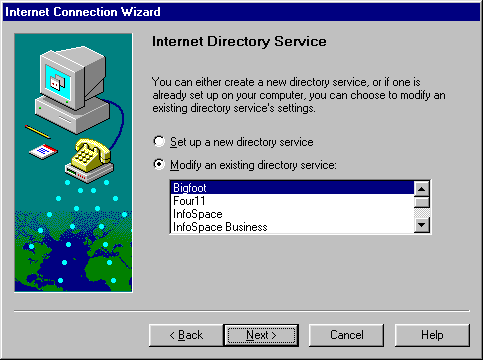 Internet Connection Wizard
Internet Directory Service
You can either create a new directory service, or if one is
already set up on your computer, you can choose to modify an
existing directory service's settings.
Set up a new directory service
Modify an existing directory service:
Bigfoot
Four11
InfoSpace
InfoSpace Business
< Back
Next >
Cancel
Help